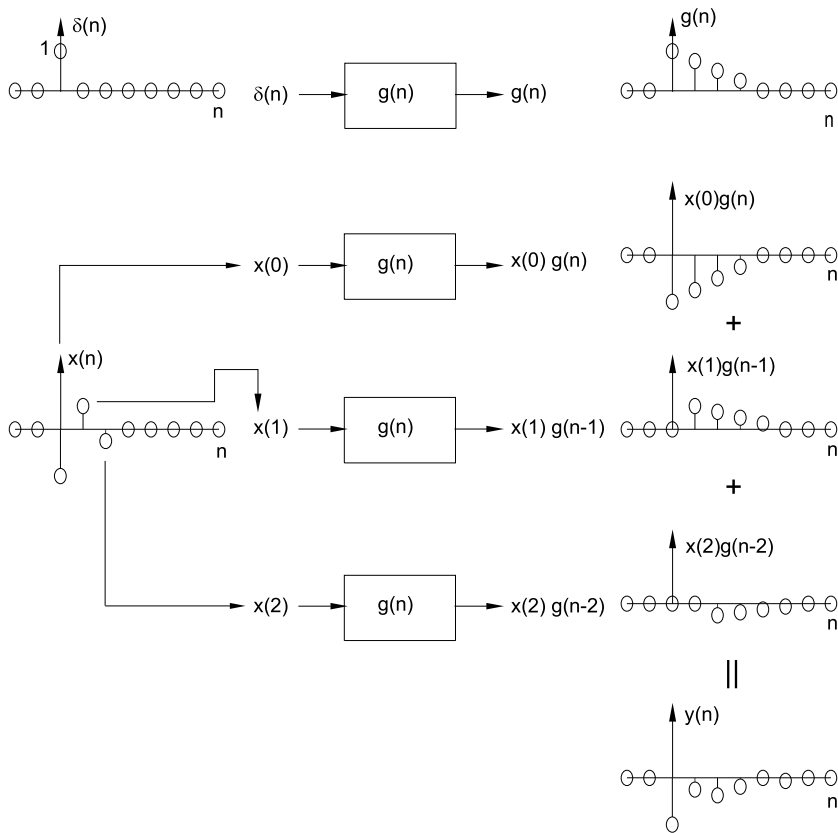 δ(n)
1
n
δ(n)
g(n)
g(n)
g(n)
n
x(0)
g(n)
x(0) g(n)
x(0)g(n)
n
+
x(n)
n
x(1)
g(n)
x(1) g(n-1)
x(1)g(n-1)
n
+
x(2)
g(n)
x(2) g(n-2)
x(2)g(n-2)
n
||
y(n)
n